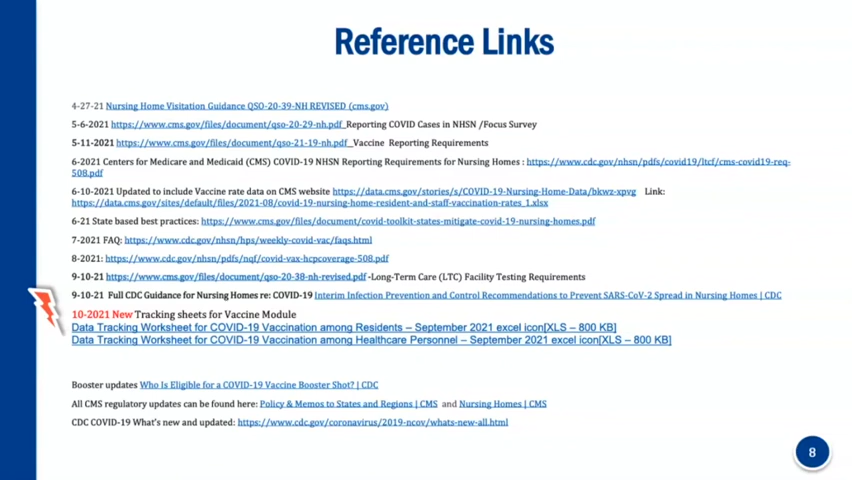 Reference Links
4-27-21 Nursing Home Visitation Guidance QSO-20-39-NH REVISED (cms.gov)
5-6-2021 https://www.cms.gov/files/document/qso-20-29-nh.pdf Reporting COVID Cases in NHSN /Focus Survey
5-11-2021 https://www.cms.gov/files/document/qso-21-19-nh.pdf Vaccine Reporting Requirements
6-2021 Centers for Medicare and Medicaid (CMS) COVID-19 NHSN Reporting Requirements for Nursing Homes : https://www.cdc.gov/nhsn/pdfs/covid19/ltcf/cms-covid19-req-
508.pdf
6-10-2021 Updated to include Vaccine rate data on CMS website https://data.cms.gov/stories/s/COVID-19-Nursing-Home-Data/bkwz-xpvg Link:
https://data.cms.gov/sites/default/files/2021-08/covid-19-nursing-home-resident-and-staff-vaccination-rates_1.xlsx
6-21 State based best practices: https://www.cms.gov/files/document/covid-toolkit-states-mitigate-covid-19-nursing-homes.pdf
7-2021 FAQ: https://www.cdc.gov/nhsn/hps/weekly-covid-vac/faqs.html
8-2021: https://www.cdc.gov/nhsn/pdfs/nqf/covid-vax-hcpcoverage-508.pdf
9-10-21 https://www.cms.gov/files/document/qso-20-38-nh-revised.pdf -Long-Term Care (LTC) Facility Testing Requirements
9-10-21 Full CDC Guidance for Nursing Homes re: COVID-19 Interim Infection Prevention and Control Recommendations to Prevent SARS-CoV-2 Spread in Nursing Homes | CDC
10-2021 New Tracking sheets for Vaccine Module
Data Tracking Worksheet for COVID-19 Vaccination among Residents – September 2021 excel icon[XLS – 800 KB]
Data Tracking Worksheet for COVID-19 Vaccination among Healthcare Personnel – September 2021 excel icon[XLS – 800 KB]
Booster updates Who Is Eligible for a COVID-19 Vaccine Booster Shot? | CDC
All CMS regulatory updates can be found here: Policy & Memos to States and Regions | CMS and Nursing Homes | CMS
CDC COVID-19 What's new and updated: https://www.cdc.gov/coronavirus/2019-ncov/whats-new-all.html
8